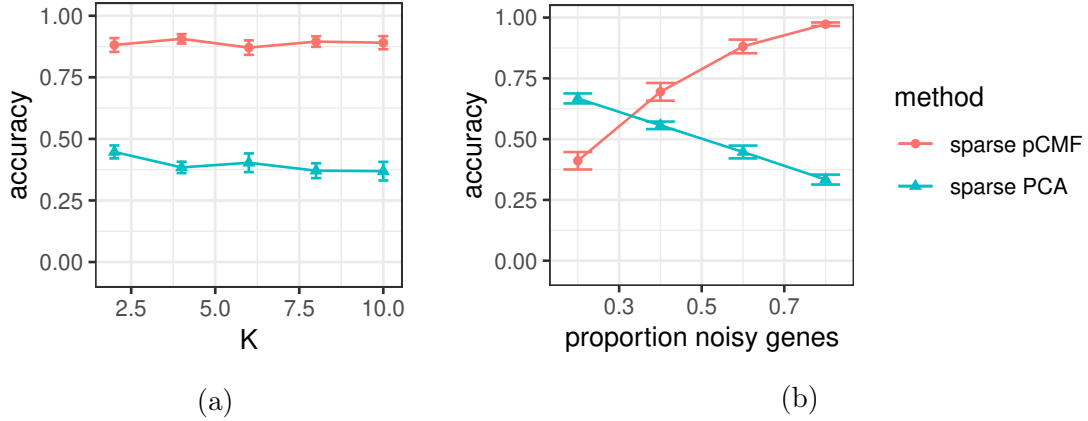 1.00
0.75
0.50
0.25
0.00
accuracy
2.5
5.0
7.5
10.0
K
(a)
1.00
0.75
0.50
0.25
0.00
accuracy
0.3
0.5
0.7
proportion noisy genes
(b)
method
sparse pCMF
sparse PCA